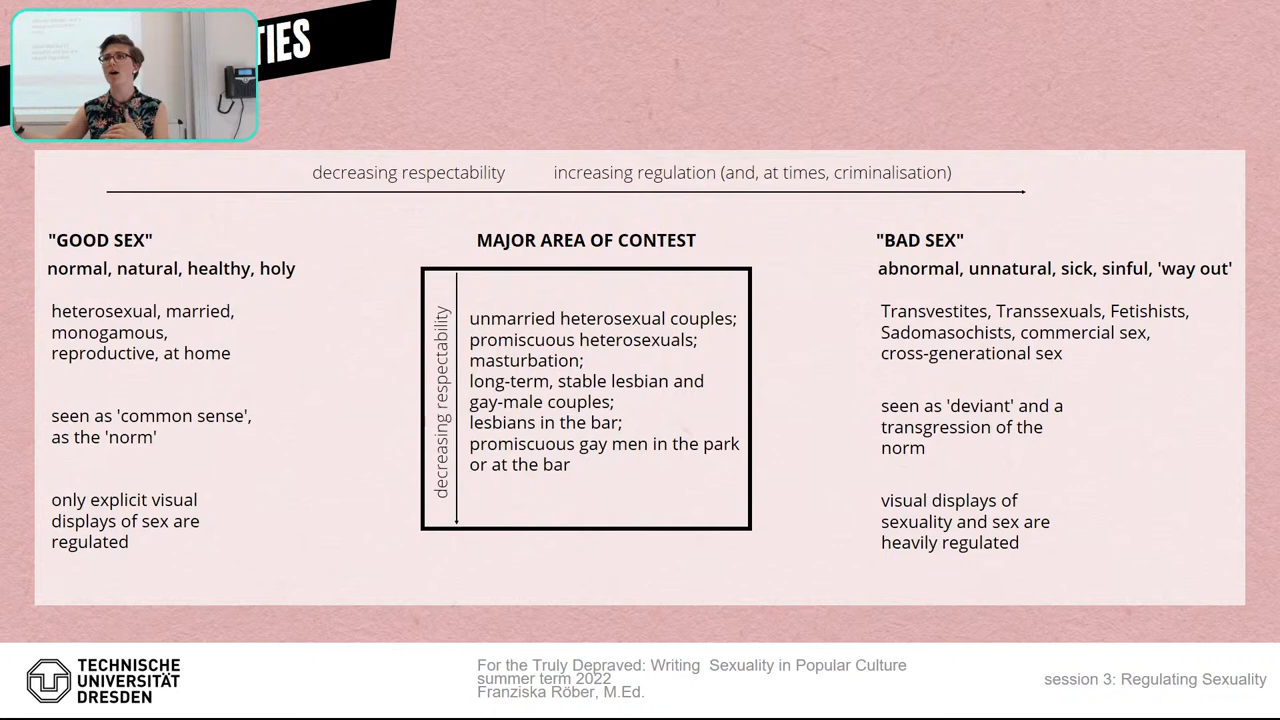 TIES
decreasing respectability
increasing regulation (and, at times, criminalisation)
"GOOD SEX"
normal, natural, healthy, holy
heterosexual, married,
monogamous,
reproductive, at home
seen as 'common sense',
as the 'norm'
only explicit visual
displays of sex are
regulated
MAJOR AREA OF CONTEST
decreasing respectability
unmarried heterosexual couples;
promiscuous heterosexuals;
masturbation;
long-term, stable lesbian and
gay-male couples;
lesbians in the bar;
promiscuous gay men in the park
or at the bar
"BAD SEX"
abnormal, unnatural, sick, sinful, 'way out'
Transvestites, Transsexuals, Fetishists,
Sadomasochists, commercial sex,
cross-generational sex
seen as 'deviant' and a
transgression of the
norm
visual displays of
sexuality and sex are
heavily regulated
TECHNISCHE
UNIVERSITÄT
DRESDEN
For the Truly Depraved: Writing  Sexuality in Popular Culture
summer term 2022
Franziska Röber, M.Ed.
session 3: Regulating Sexuality